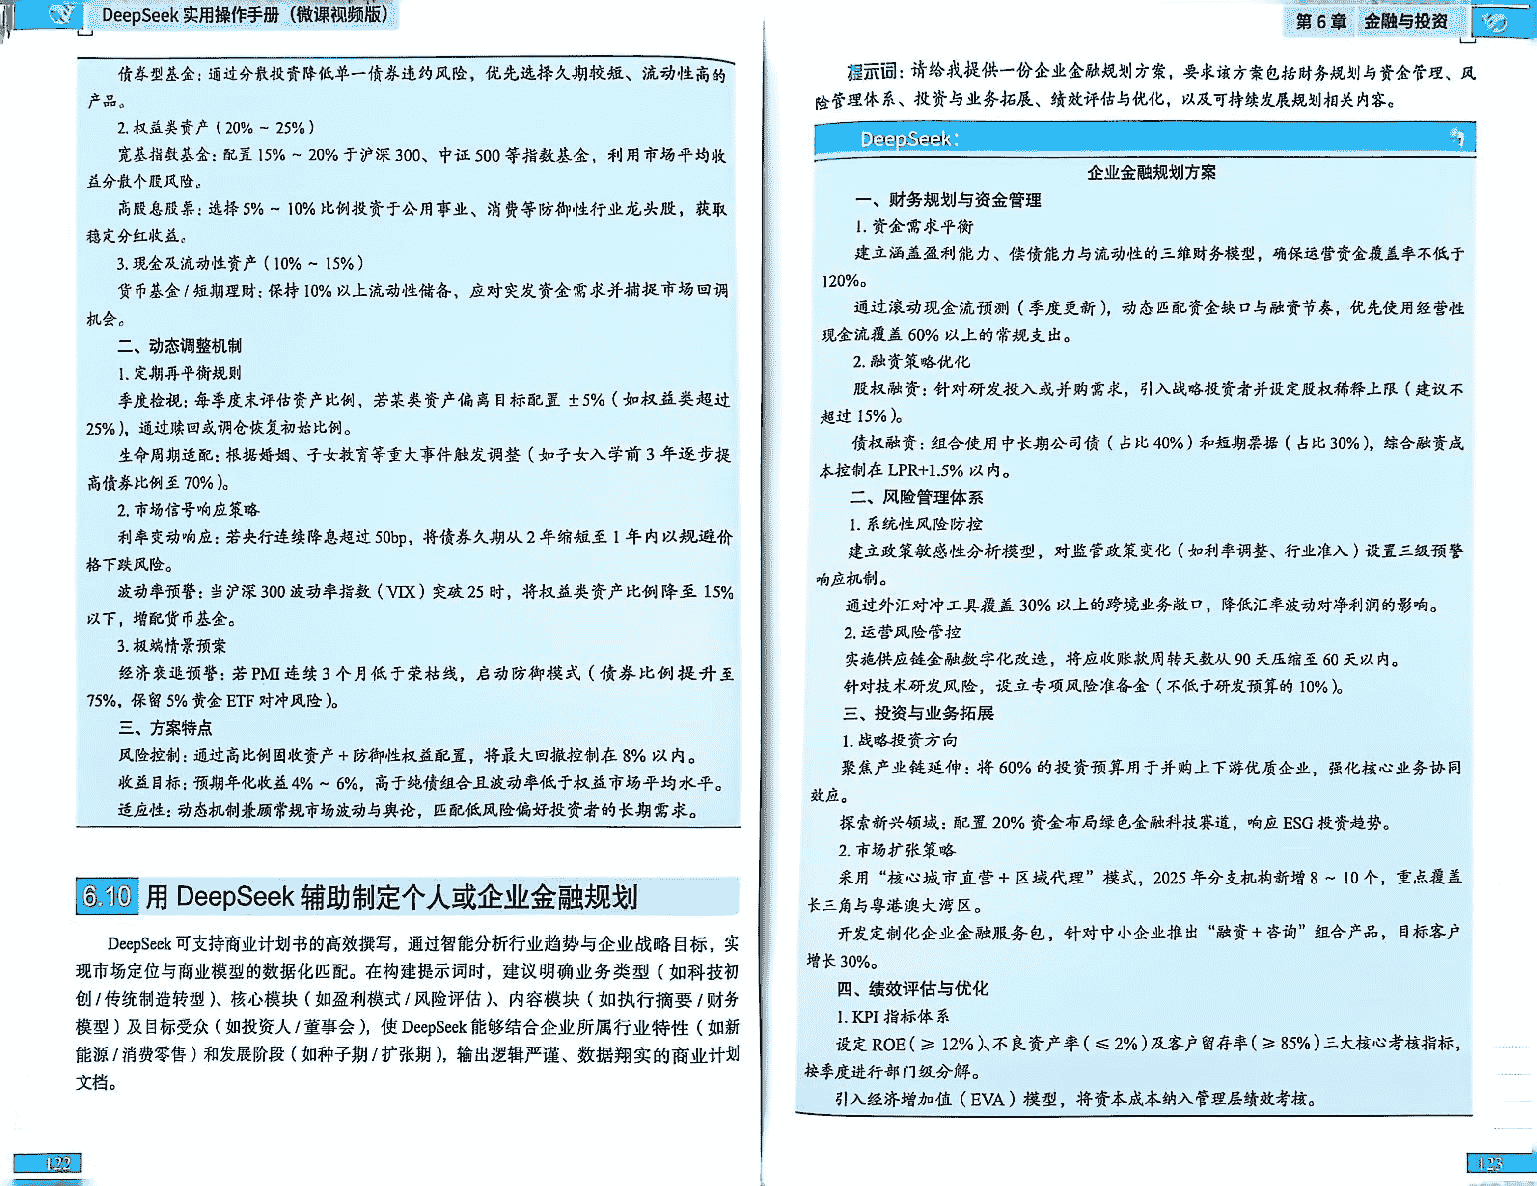 DeepSeek 实用操作手册（微课视频版）
债券型基金：通过分散投资降低单一债券违约风险，优先选择久期较短、流动性高的
产品。
2. 权益类资产（20% ~ 25%）
宽基指数基金：配置 15% ~ 20% 于沪深 300、中证 500 等指数基金，利用市场平均收
益分散个股风险。
高股息股票：选择 5% ~ 10% 比例投资于公用事业、消费等防御性行业龙头股，获取
稳定分红收益。
3. 现金及流动性资产（10% ~ 15%）
货币基金 / 短期理财：保持 10% 以上流动性储备，应对突发资金需求并捕捉市场回调
机会。
二、动态调整机制
1. 定期再平衡规则
季度检视：每季度末评估资产比例，若某类资产偏离目标配置 ±5%（如权益类超过
25%），通过赎回或调仓恢复初始比例。
生命周期适配：根据婚姻、子女教育等重大事件触发调整（如子女入学前 3 年逐步提
高债券比例至 70%）。
2. 市场信号响应策略
利率变动响应：若央行连续降息超过 50bp，将债券久期从 2 年缩短至 1 年内以规避价
格下跌风险。
波动率预警：当沪深 300 波动率指数（VIX）突破 25 时，将权益类资产比例降至 15%
以下，增配货币基金。
3. 极端情景预案
经济衰退预警：若 PMI 连续 3 个月低于荣枯线，启动防御模式（债券比例提升至
75%，保留 5% 黄金 ETF 对冲风险）。
三、方案特点
风险控制：通过高比例固收资产 + 防御性权益配置，将最大回撤控制在 8% 以内。
收益目标：预期年化收益 4% ~ 6%，高于纯债组合且波动率低于权益市场平均水平。
适应性：动态机制兼顾常规市场波动与舆论，匹配低风险偏好投资者的长期需求。
6.10 用 DeepSeek 辅助制定个人或企业金融规划
DeepSeek 可支持商业计划书的高效撰写，通过智能分析行业趋势与企业战略目标，实
现市场定位与商业模型的数据化匹配。在构建提示词时，建议明确业务类型（如科技初
创 / 传统制造转型）、核心模块（如盈利模式 / 风险评估）、内容模块（如执行摘要 / 财务
模型）及目标受众（如投资人 / 董事会），使 DeepSeek 能够结合企业所属行业特性（如新
能源 / 消费零售）和发展阶段（如种子期 / 扩张期），输出逻辑严谨、数据翔实的商业计划
文档。
122
第 6 章 金融与投资
提示词：请给我提供一份企业金融规划方案，要求该方案包括财务规划与资金管理、风
险管理体系、投资与业务拓展、绩效评估与优化，以及可持续发展规划相关内容。
DeepSeek：
企业金融规划方案
一、财务规划与资金管理
1. 资金需求平衡
建立涵盖盈利能力、偿债能力与流动性的三维财务模型，确保运营资金覆盖率不低于
120%。
通过滚动现金流预测（季度更新），动态匹配资金缺口与融资节奏，优先使用经营性
现金流覆盖 60% 以上的常规支出。
2. 融资策略优化
股权融资：针对研发投入或并购需求，引入战略投资者并设定股权稀释上限（建议不
超过 15%）。
债权融资：组合使用中长期公司债（占比 40%）和短期票据（占比 30%），综合融资成
本控制在 LPR+1.5% 以内。
二、风险管理体系
1. 系统性风险防控
建立政策敏感性分析模型，对监管政策变化（如利率调整、行业准入）设置三级预警
响应机制。
通过外汇对冲工具覆盖 30% 以上的跨境业务敞口，降低汇率波动对净利润的影响。
2. 运营风险管控
实施供应链金融数字化改造，将应收账款周转天数从 90 天压缩至 60 天以内。
针对技术研发风险，设立专项风险准备金（不低于研发预算的 10%）。
三、投资与业务拓展
1. 战略投资方向
聚焦产业链延伸：将 60% 的投资预算用于并购上下游优质企业，强化核心业务协同
效应。
探索新兴领域：配置 20% 资金布局绿色金融科技赛道，响应 ESG 投资趋势。
2. 市场扩张策略
采用“核心城市直营 + 区域代理”模式，2025 年分支机构新增 8 ~ 10 个，重点覆盖
长三角与粤港澳大湾区。
开发定制化企业金融服务包，针对中小企业推出“融资 + 咨询”组合产品，目标客户
增长 30%。
四、绩效评估与优化
1. KPI 指标体系
设定 ROE（≥ 12%）、不良资产率（≤ 2%）及客户留存率（≥ 85%）三大核心考核指标，
按季度进行部门级分解。
引入经济增加值（EVA）模型，将资本成本纳入管理层绩效考核。
123